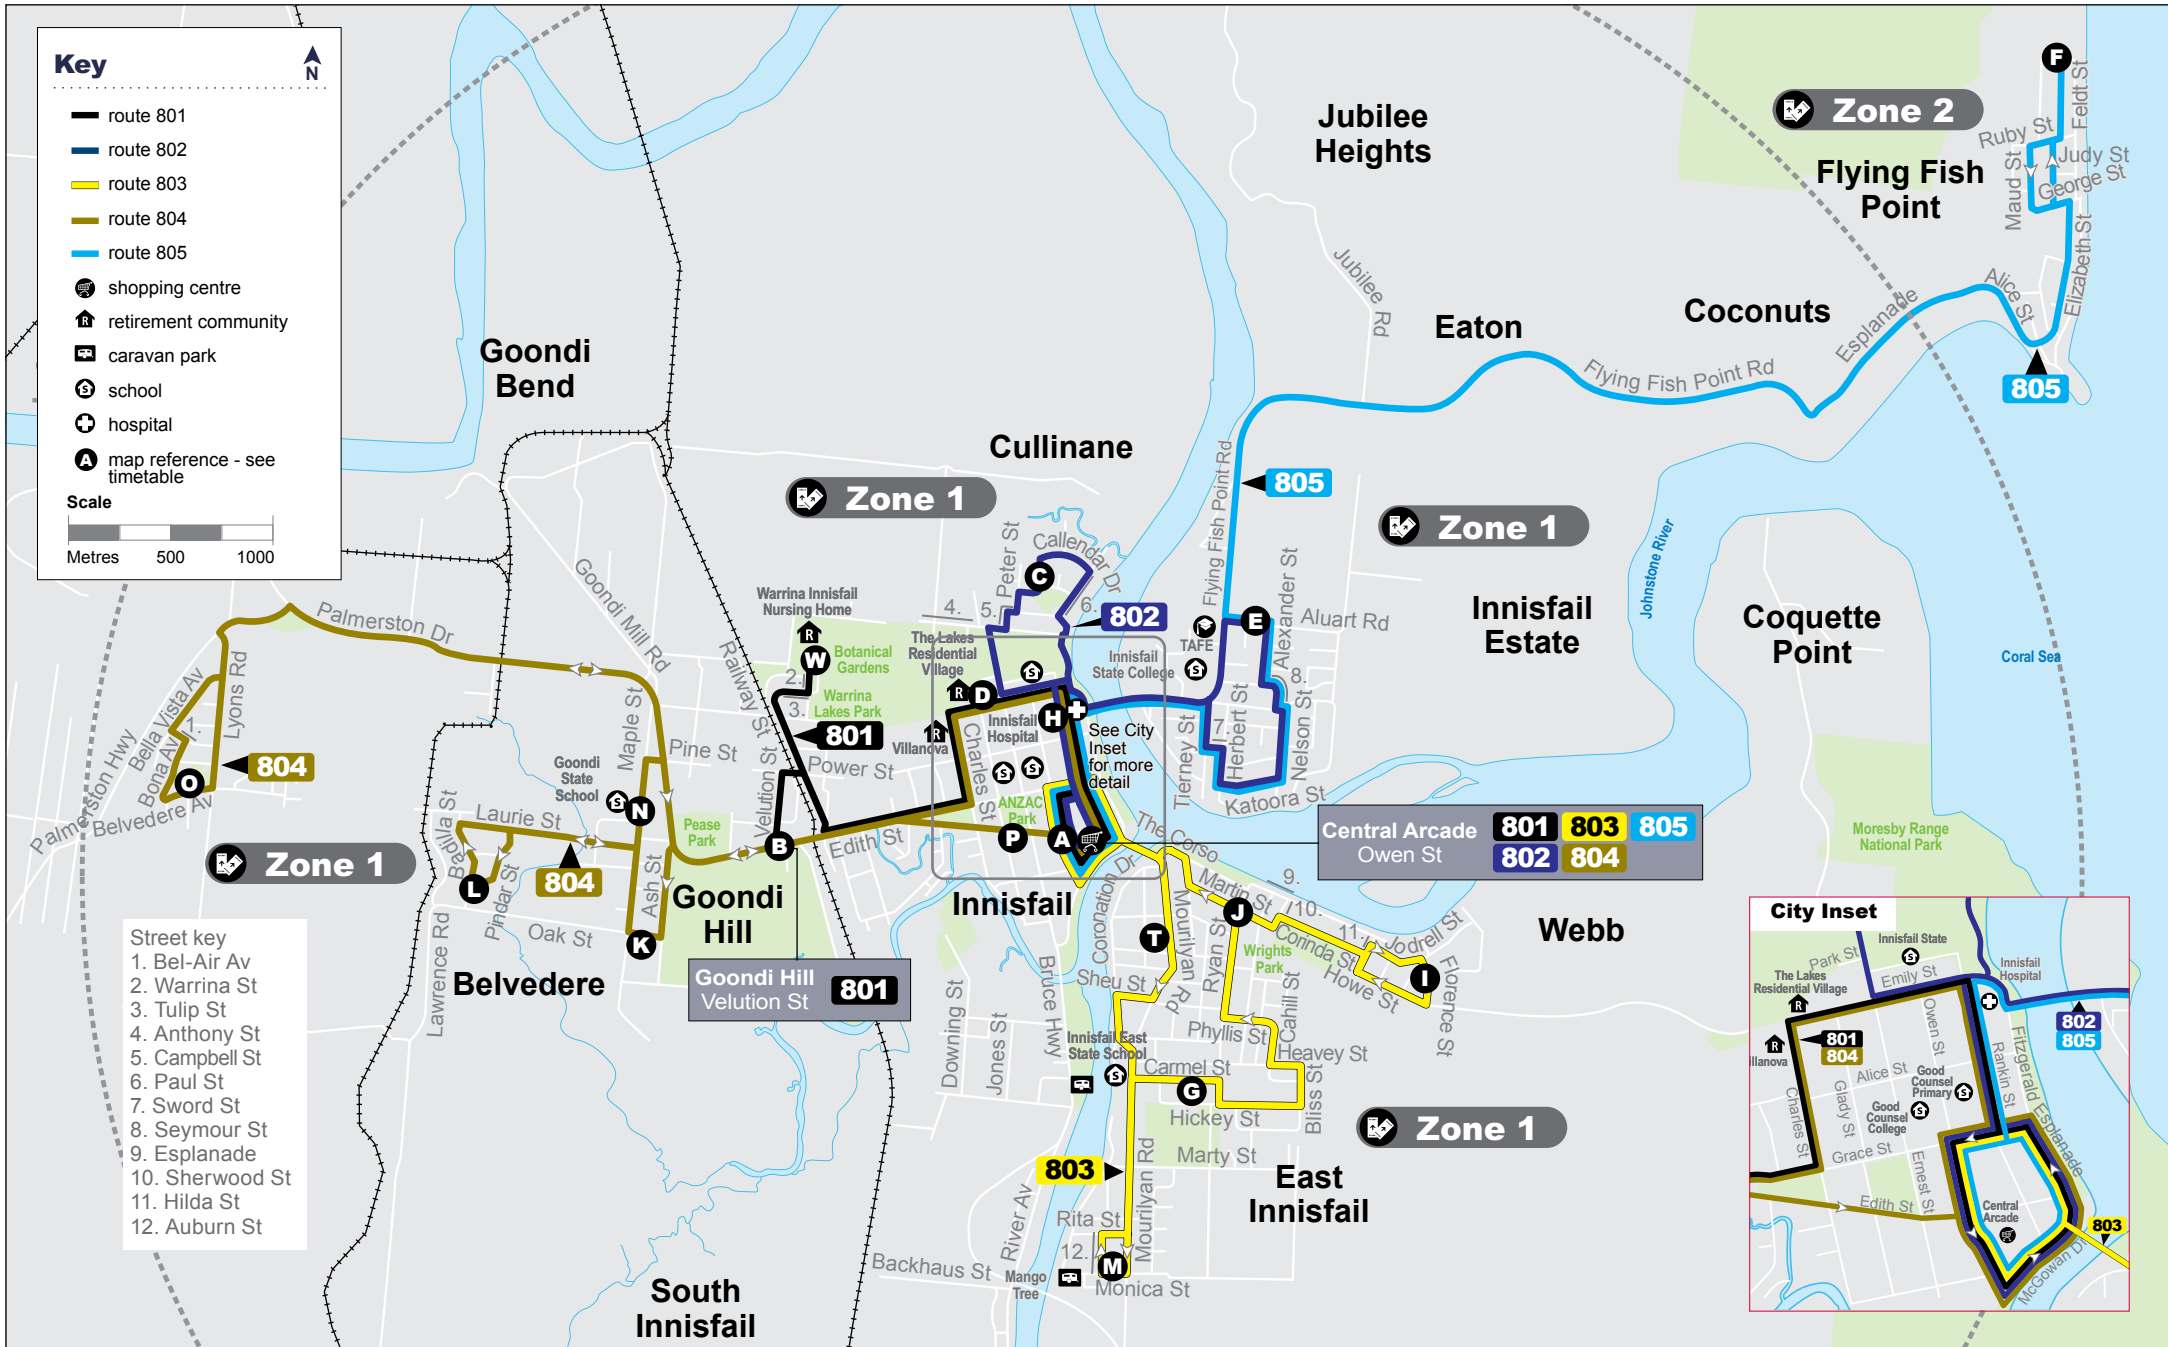 Key
N
route 801
route 802
route 803
route 804
route 805
shopping centre
R
retirement community
caravan park
S
school
hospital
A
map reference - see
timetable
Scale
Metres 500 1000
Street key
1. Bel-Air Av
2. Warrina St
3. Tulip St
4. Anthony St
5. Campbell St
6. Paul St
7. Sword St
8. Seymour St
9. Esplanade
10. Sherwood St
11. Hilda St
12. Auburn St
Jubilee
Heights
Zone 2
Flying Fish
Point
F
Feldt St
Ruby St
Judy St
George St
Maud St
Elizabeth St
Alice St
Esplanade
805
Coconuts
Eaton
Flying Fish Point Rd
Jubilee Rd
Goondi
Bend
Cullinane
Zone 1
Flying Fish Point Rd
805
Zone 1
Innisfail
Estate
Johnstone River
Coquette
Point
Coral Sea
Moresby Range
National Park
Goondi Mill Rd
Palmerston Dr
Warrina Innisfail
Nursing Home
R
W
Botanical
Gardens
2.
3.
Warrina
Lakes Park
801
Railway St
Velution St
Power St
Peter St
Callendar Dr
C
4.
5.
6.
802
The Lakes
Residential
Village
R
D
S
Innisfail
Hospital
H
Villanova
R
Charles St
S
S
ANZAC
Park
P
A
See City
Inset
for more
detail
Innisfail
State College
TAFE
S
E
Alexander St
Aluart Rd
8.
7.
Herbert St
Nelson St
Tierney St
Katoora St
Central Arcade
Owen St
801 803 805
802 804
Bella Vista Av
Bona Av
1.
Lyons Rd
804
O
Belvedere Av
Palmerston Hwy
Zone 1
Maple St
Pine St
Goondi
State
School
S
N
Laurie St
Badilla St
L
Pindar St
804
Ash St
Oak St
K
Pease
Park
B
Edith St
Goondi
Hill
Lawrence Rd
Belvedere
Goondi Hill
Velution St
801
Innisfail
Coronation Dr
The Corso
Martin St
9.
10.
11.
J
T
Mourilyan Rd
Ryan St
Wrights
Park
Corinda St
Howe St
Jodrell St
I
Florence St
Webb
Sheu St
Bruce Hwy
Downing St
Jones St
Cahill St
Phyllis St
Heavey St
Innisfail East
State School
S
Carmel St
G
Hickey St
Bliss St
Zone 1
Marty St
803
Mourilyan Rd
East
Innisfail
River Av
Rita St
12.
M
Monica St
Backhaus St
Mango
Tree
South
Innisfail
City Inset
Innisfail State
S
Park St
Emily St
Innisfail
Hospital
The Lakes
Residential Village
R
801
804
R
illanova
Owen St
802
805
Fitzgerald Esplanade
Rankin St
Alice St
Good
Counsel
Primary
S
Good
Counsel
College
S
Glady St
Charles St
Grace St
Ernest St
Edith St
Central
Arcade
803
McGowan Dr